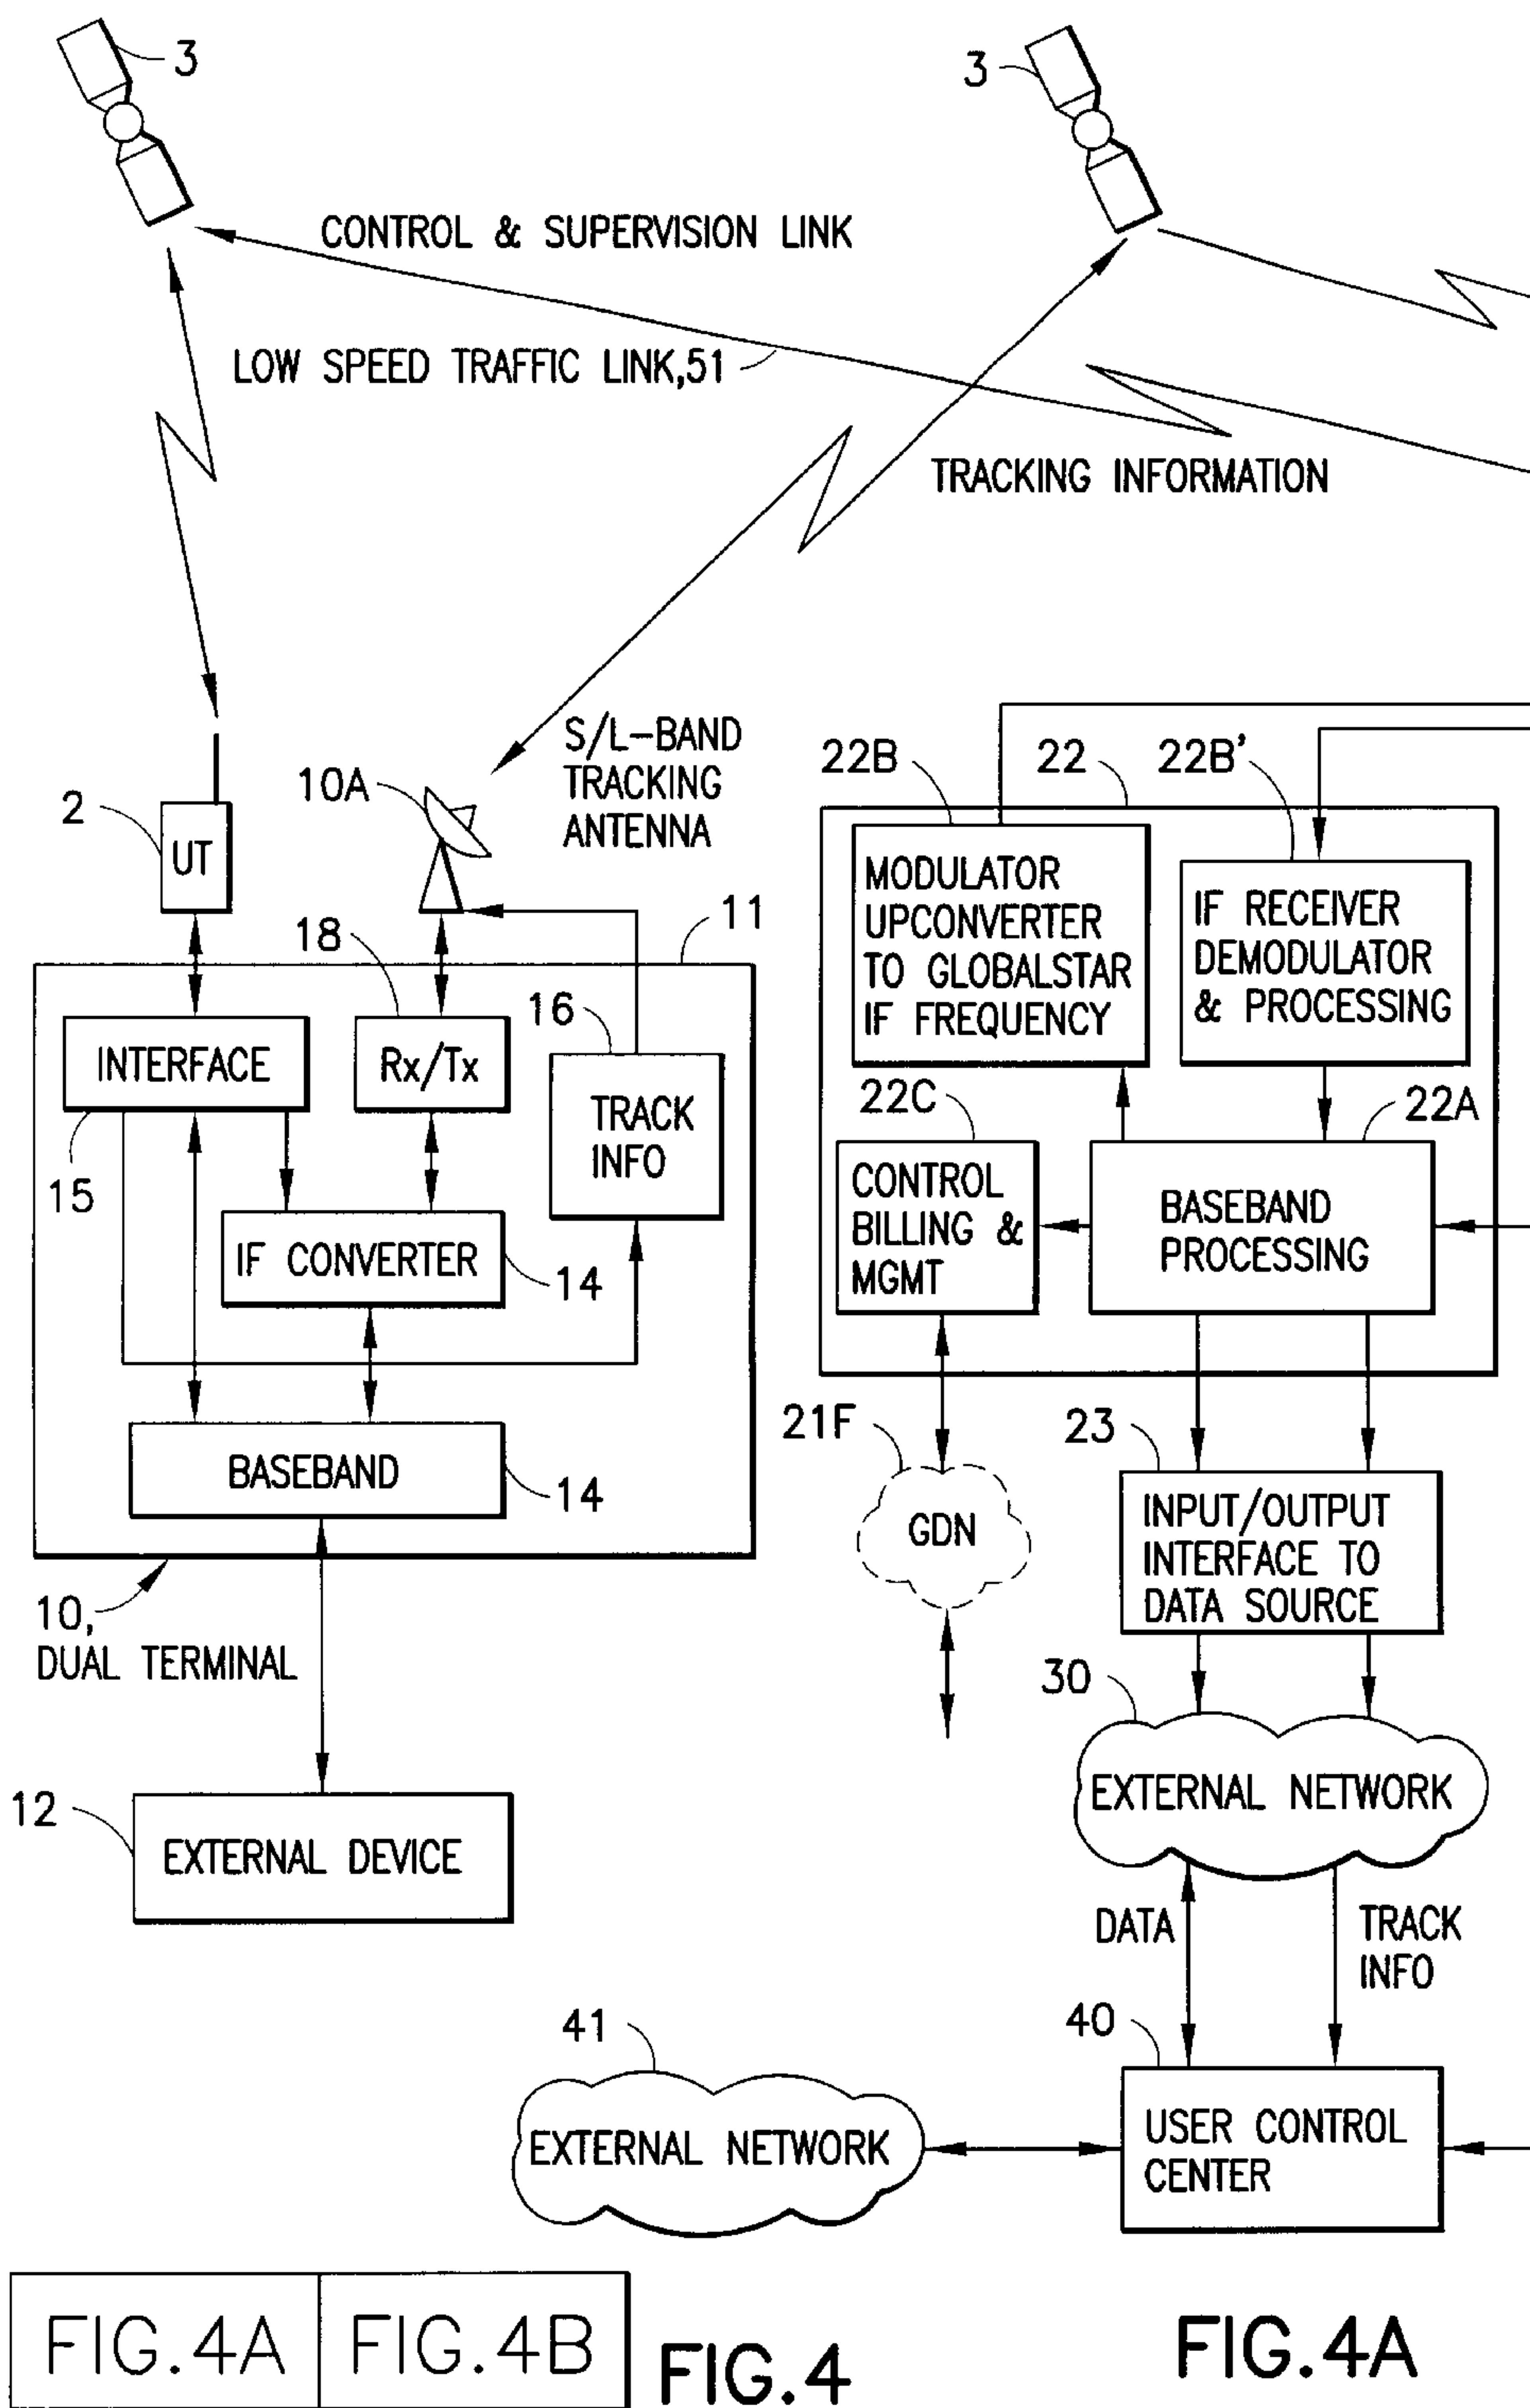 3
3
CONTROL & SUPERVISION LINK
LOW SPEED TRAFFIC LINK,51
TRACKING INFORMATION
S/L-BAND
TRACKING
ANTENNA
2
UT
10A
11
18
16
INTERFACE
Rx/Tx
TRACK
INFO
15
IF CONVERTER
14
BASEBAND
14
10,
DUAL TERMINAL
12
EXTERNAL DEVICE
22B
22
22B'
MODULATOR
UPCONVERTER
TO GLOBALSTAR
IF FREQUENCY
IF RECEIVER
DEMODULATOR
& PROCESSING
22C
22A
CONTROL
BILLING &
MGMT
BASEBAND
PROCESSING
21F
GDN
23
INPUT/OUTPUT
INTERFACE TO
DATA SOURCE
30
EXTERNAL NETWORK
DATA
TRACK
INFO
41
EXTERNAL NETWORK
40
USER CONTROL
CENTER
FIG.4A
FIG.4B
FIG.4
FIG.4A